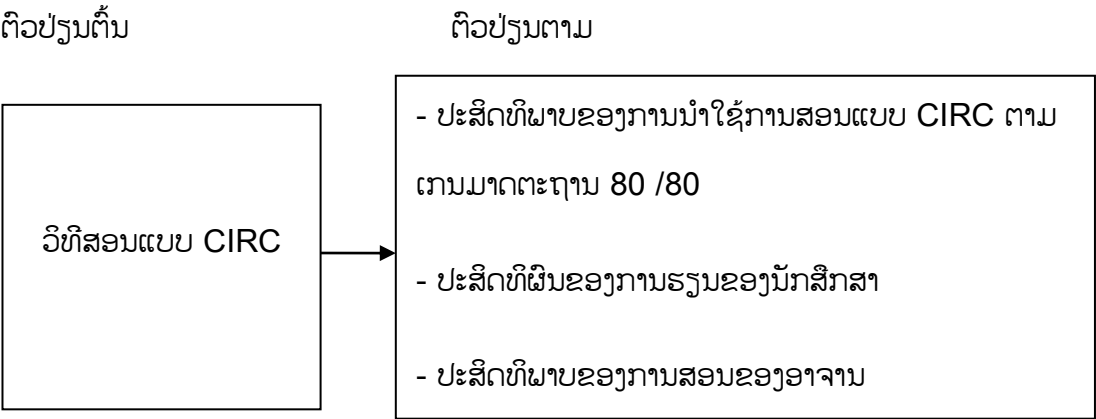 ຕົວປ່ຽນຕົ້ນ ຕົວປ່ຽນຕາມ
ວິທີສອນແບບ CIRC
- ປະສິດທິພາບຂອງການນຳໃຊ້ການສອນແບບ CIRC ຕາມ
ເກນມາດຕະຖານ 80 /80
- ປະສິດທິຜົນຂອງການຮຽນຂອງນັກສຶກສາ
- ປະສິດທິພາບຂອງການສອນຂອງອາຈານ